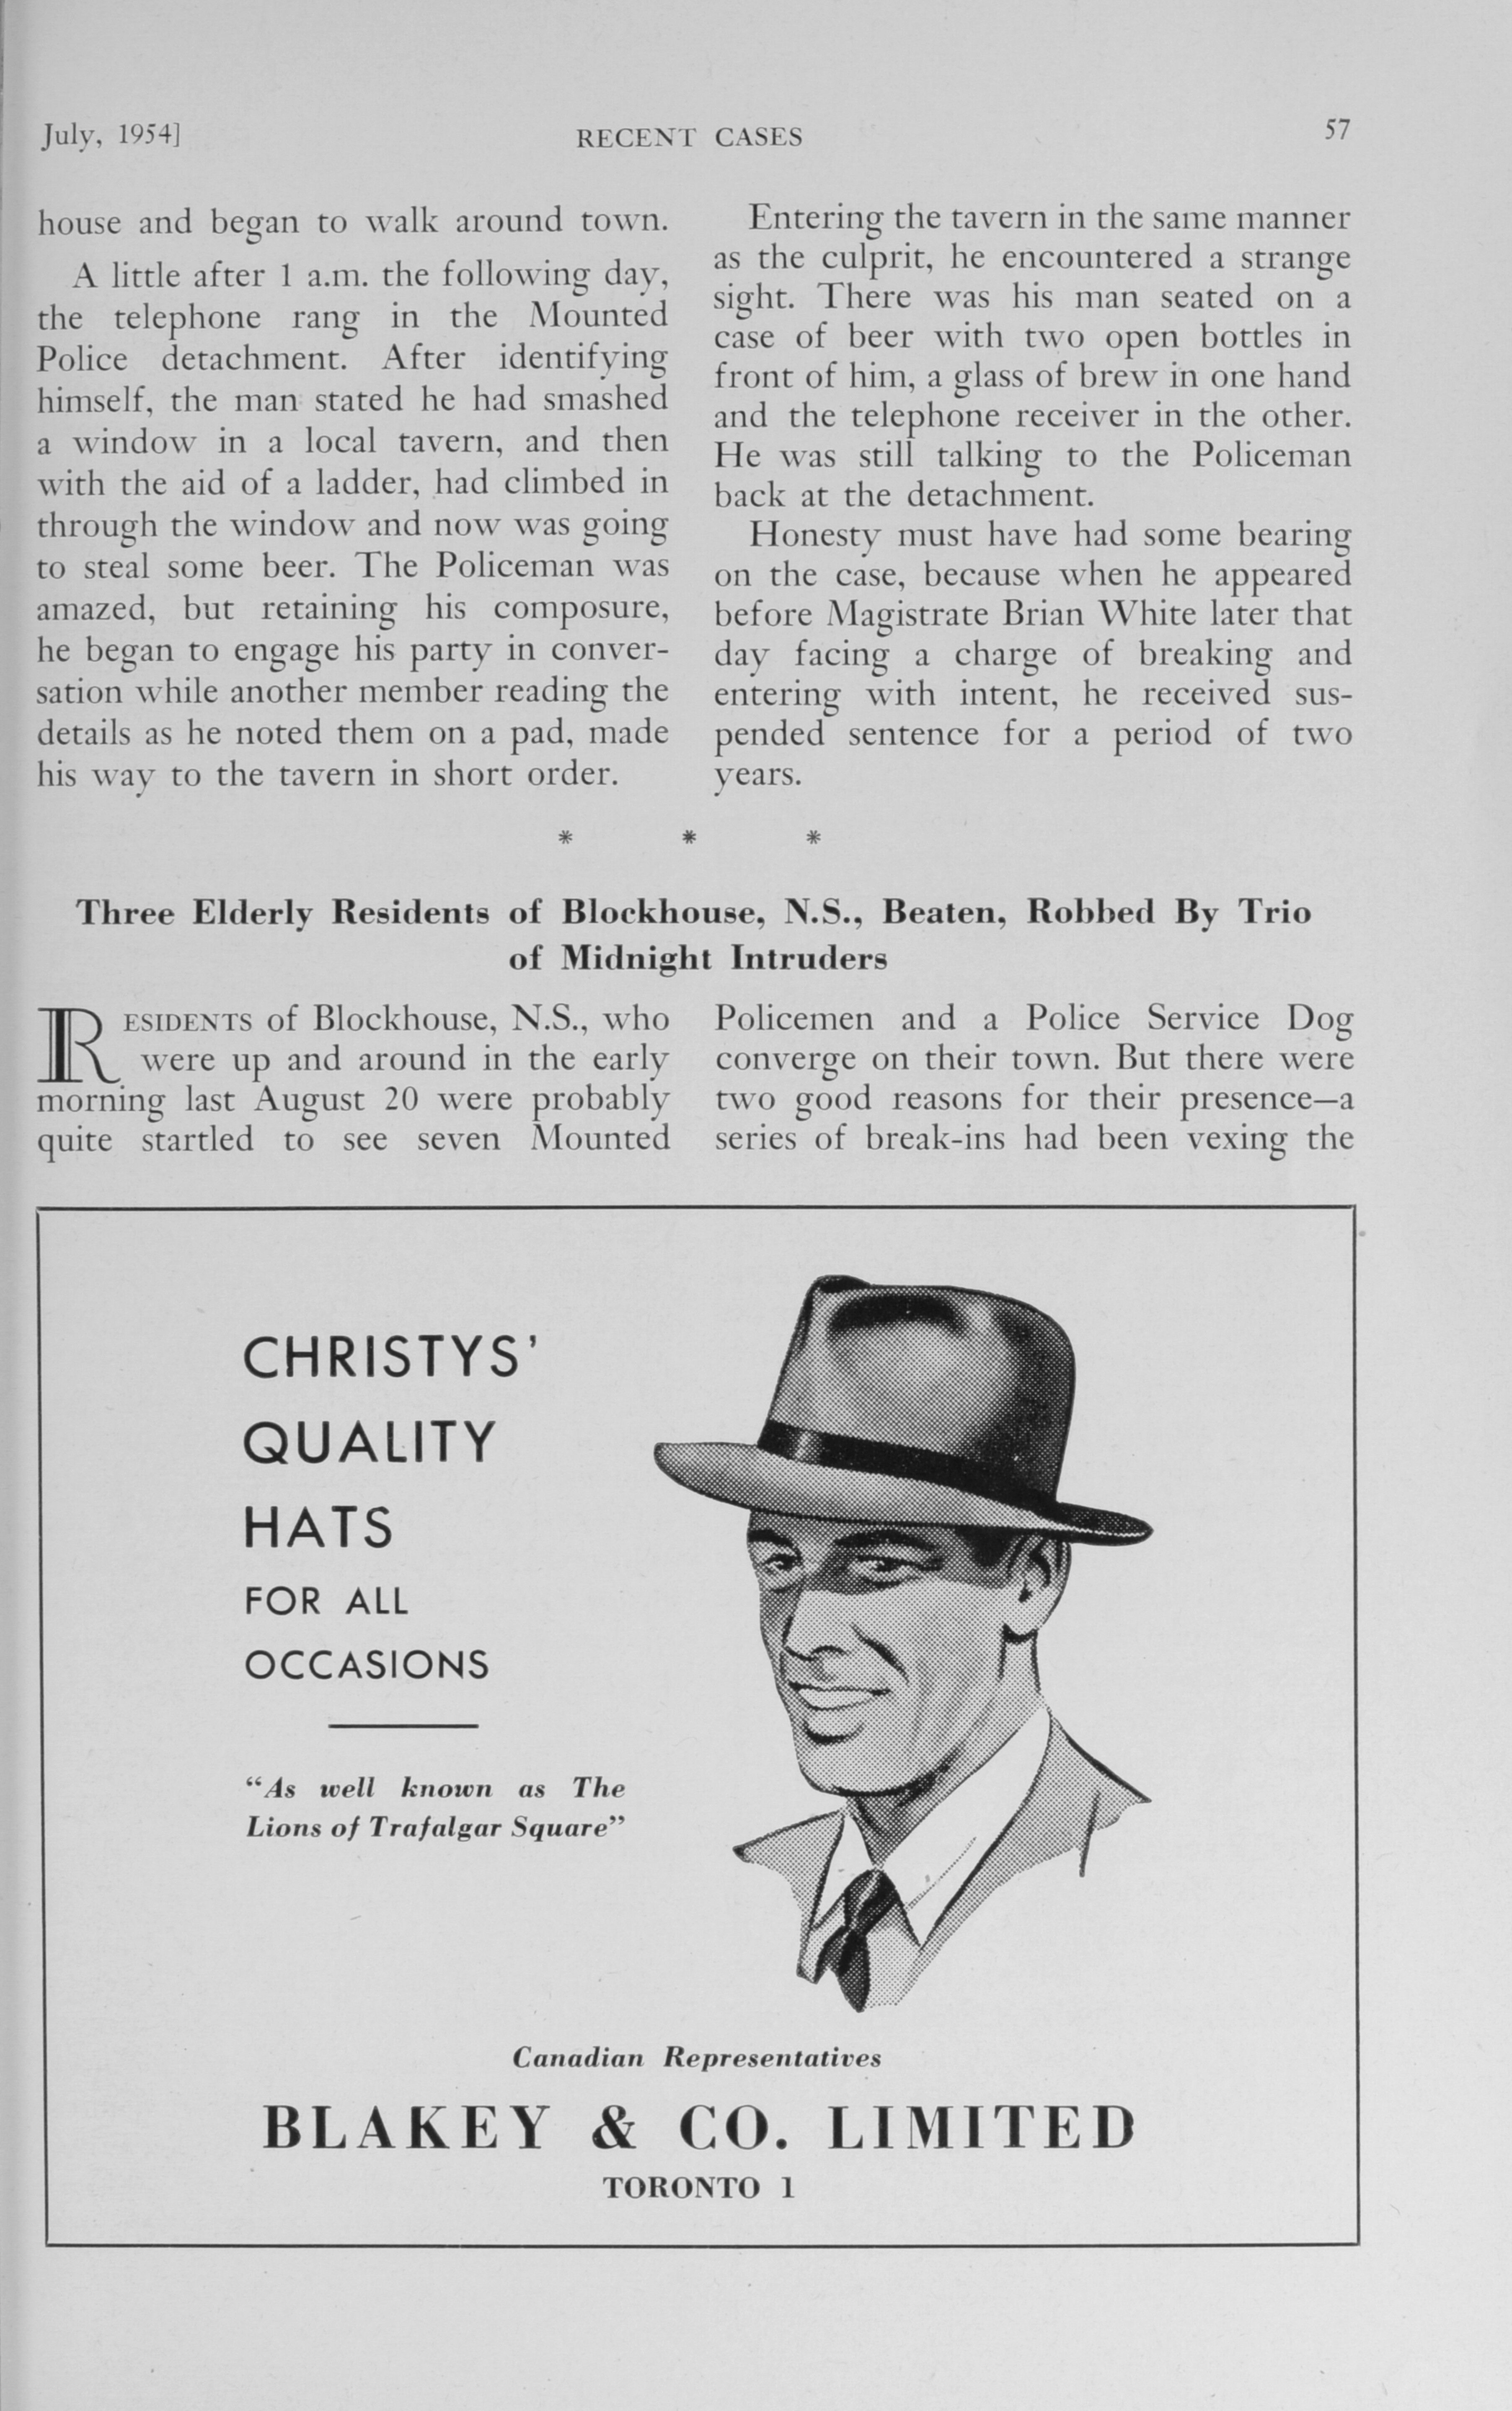 July, 1954]
RECENT CASES
57
house and began to walk around town.
A little after 1 a.m. the following day,
the telephone rang in the Mounted
Police detachment. After identifying
himself, the man stated he had smashed
a window in a local tavern, and then
with the aid of a ladder, had climbed in
through the window and now was going
to steal some beer. The Policeman was
amazed, but retaining his composure,
he began to engage his party in conver-
sation while another member reading the
details as he noted them on a pad, made
his way to the tavern in short order.
Entering the tavern in the same manner
as the culprit, he encountered a strange
sight. There was his man seated on a
case of beer with two open bottles in
front of him, a glass of brew in one hand
and the telephone receiver in the other.
He was still talking to the Policeman
back at the detachment.
Honesty must have had some bearing
on the case, because when he appeared
before Magistrate Brian White later that
day facing a charge of breaking and
entering with intent, he received sus-
pended sentence for a period of two
years.
* * *
Three Elderly Residents of Blockhouse, N.S., Beaten, Robbed By Trio
of Midnight Intruders
RESIDENTS of Blockhouse, N.S., who
were up and around in the early
morning last August 20 were probably
quite startled to see seven Mounted
Policemen and a Police Service Dog
converge on their town. But there were
two good reasons for their presence—a
series of break-ins had been vexing the
CHRISTYS'
QUALITY
HATS
FOR ALL
OCCASIONS
"As well known as The
Lions of Trafalgar Square"
Canadian Representatives
BLAKEY & CO. LIMITED
TORONTO 1